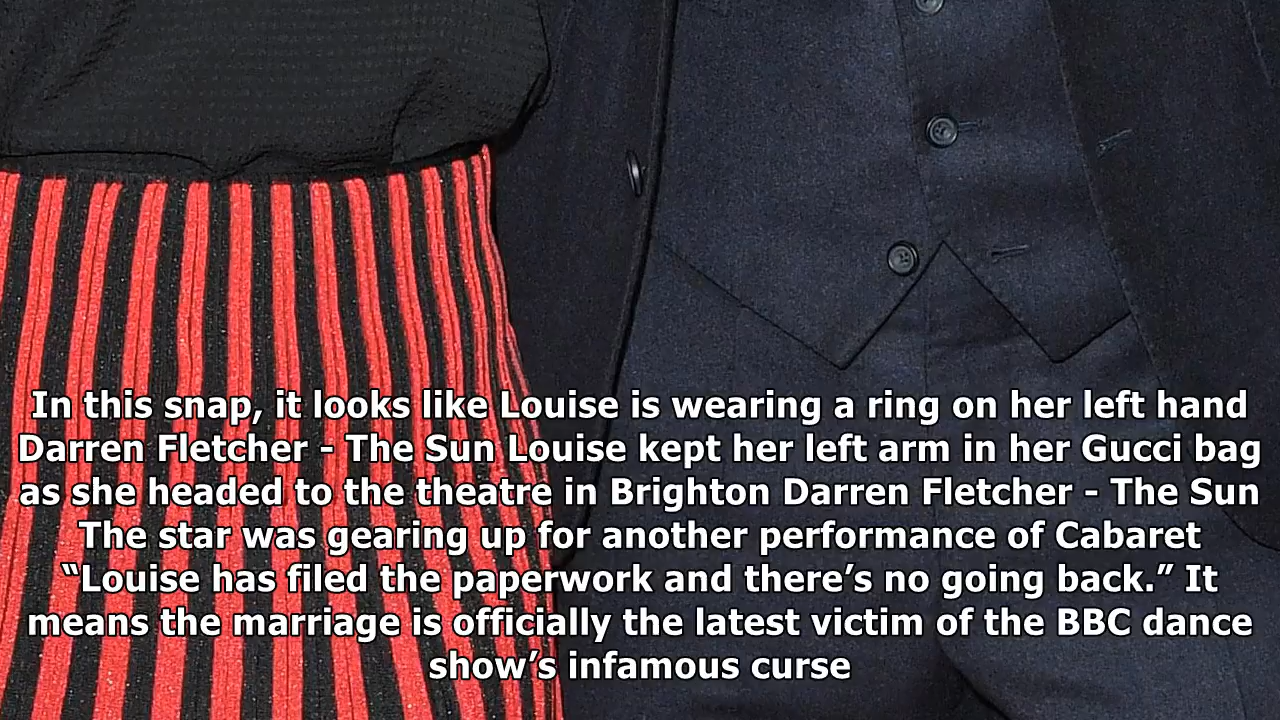 In this snap, it looks like Louise is wearing a ring on her left hand
Darren Fletcher - The Sun Louise kept her left arm in her Gucci bag
as she headed to the theatre in Brighton Darren Fletcher - The Sun
The star was gearing up for another performance of Cabaret
“Louise has filed the paperwork and there’s no going back.” It
means the marriage is officially the latest victim of the BBC dance
show’s infamous curse